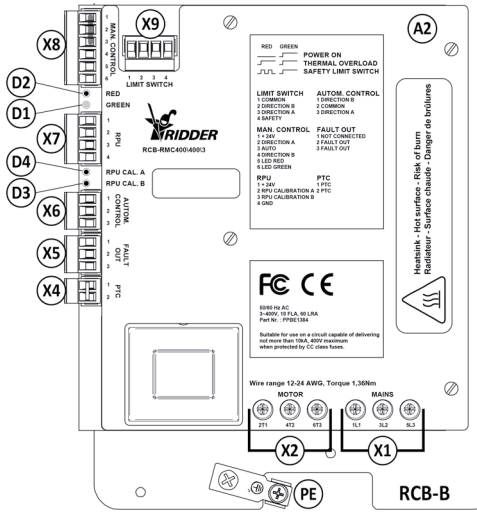 X8
1
2
3
4
5
6
MAN. CONTROL
X9
1 2 3 4
LIMIT SWITCH
A2
D2
RED
D1
GREEN
X7
1
2
3
4
RPU
RIDDER
RCB-RMC400\400\3
D4
RPU CAL. A
D3
RPU CAL. B
X6
1
2
3
AUTOM.
CONTROL
X5
1
2
3
FAULT
OUT
X4
1
2
PTC
RED GREEN
POWER ON
THERMAL OVERLOAD
SAFETY LIMIT SWITCH
LIMIT SWITCH
1 COMMON
2 DIRECTION B
3 DIRECTION A
4 SAFETY
AUTOM. CONTROL
1 DIRECTION B
2 COMMON
3 DIRECTION A
MAN. CONTROL
1 + 24V
2 DIRECTION A
3 AUTO
4 DIRECTION B
5 LED RED
6 LED GREEN
FAULT OUT
1 NOT CONNECTED
2 FAULT OUT
3 FAULT OUT
RPU
1 + 24V
2 RPU CALIBRATION A
3 RPU CALIBRATION B
4 GND
PTC
1 PTC
2 PTC
Heatsink - Hot surface - Risk of burn
Radiateur - Surface chaude - Danger de brûlures
FC CE
50/60 Hz AC
3~400V, 10 FLA, 60 LRA
Part Nr. : PPBE1384
Suitable for use on a circuit capable of delivering
not more than 10kA, 400V maximum
when protected by CC class fuses.
Wire range 12-24 AWG, Torque 1,36Nm
MOTOR
MAINS
2T1 4T2 6T3
1L1 3L2 5L3
X2
X1
PE
RCB-B